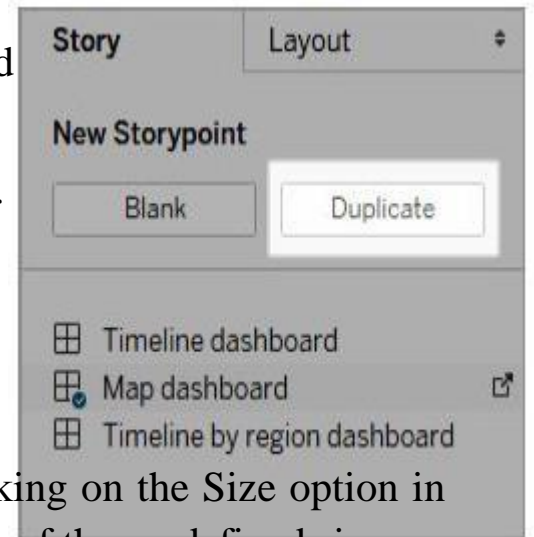 Story Layout
New Storypoint
Blank Duplicate
Timeline dashboard
Map dashboard
Timeline by region dashboard
king on the Size option in